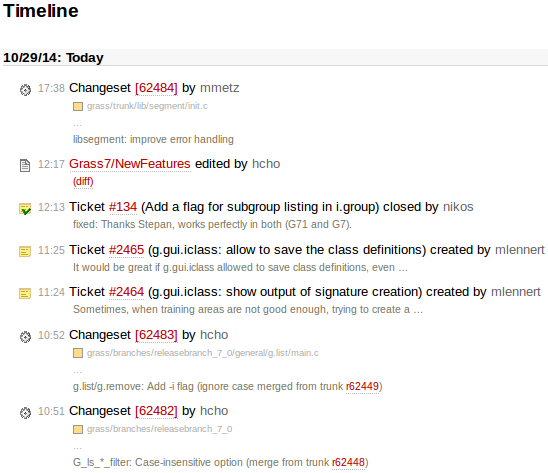 Timeline
10/29/14: Today
17:38 Changeset [62484] by mmetz
grass/trunk/lib/segment/init.c
...
libsegment: improve error handling
12:17 Grass7/NewFeatures edited by hcho
(diff)
12:13 Ticket #134 (Add a flag for subgroup listing in i.group) closed by nikos
fixed: Thanks Stepan, works perfectly in both (G71 and G7).
11:25 Ticket #2465 (g.gui.iclass: allow to save the class definitions) created by mlennert
It would be great if g.gui.iclass allowed to save class definitions, even …
11:24 Ticket #2464 (g.gui.iclass: show output of signature creation) created by mlennert
Sometimes, when training areas are not good enough, trying to create a …
10:52 Changeset [62483] by hcho
grass/branches/releasebranch_7_0/general/g.list/main.c
...
g.list/g.remove: Add -i flag (ignore case merged from trunk r62449)
10:51 Changeset [62482] by hcho
grass/branches/releasebranch_7_0
...
G_ls_*_filter: Case-insensitive option (merge from trunk r62448)